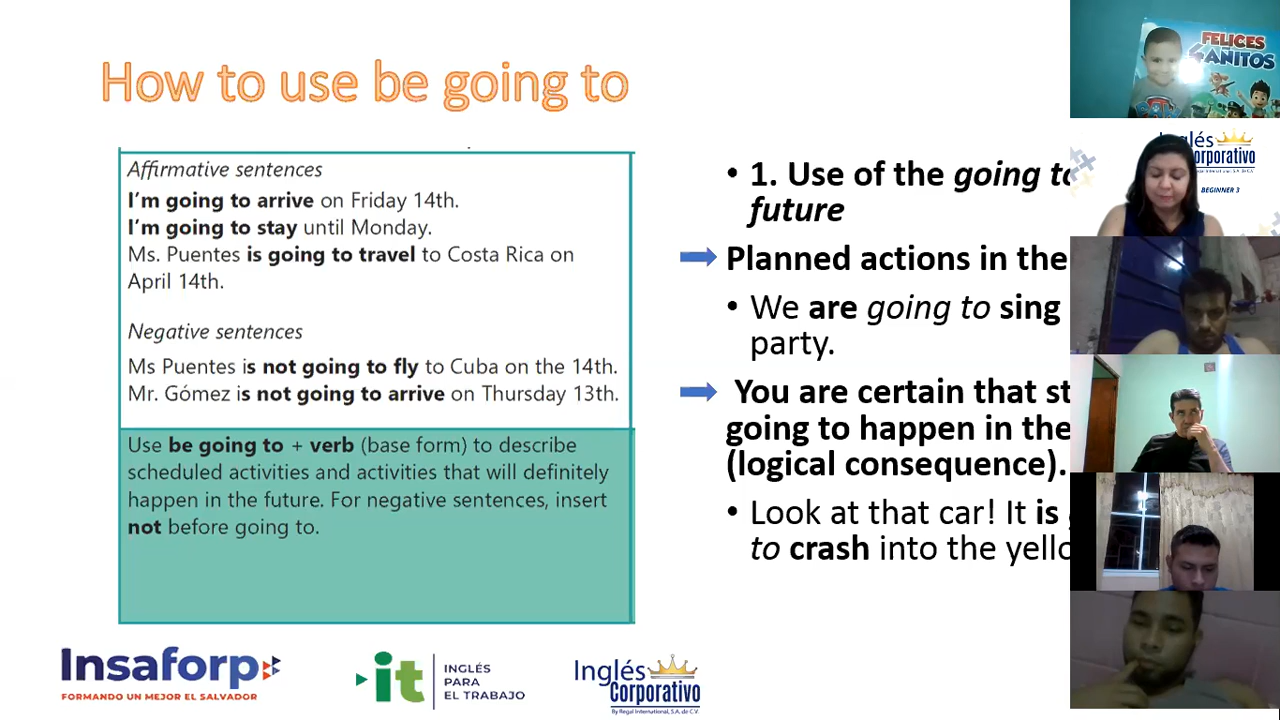 How to use be going to
Affirmative sentences
I'm going to arrive on Friday 14th.
I'm going to stay until Monday.
Ms. Puentes is going to travel to Costa Rica on
April 14th.
Negative sentences
Ms Puentes is not going to fly to Cuba on the 14th.
Mr. Gómez is not going to arrive on Thursday 13th.
Use be going to + verb (base form) to describe
scheduled activities and activities that will definitely
happen in the future. For negative sentences, insert
not before going to.
• 1. Use of the going to
future
Planned actions in the
• We are going to sing
party.
You are certain that st
going to happen in the
(logical consequence).
• Look at that car! It is
to crash into the yello
Insaforp
FORMANDO UN MEJOR EL SALVADOR
it
INGLÉS
PARA
EL TRABAJO
Inglés
Corporativo
By Regal International, S.A. de C.V.
FELICES
4 AÑITOS
Inglés
Corporativo
BEGINNER 3